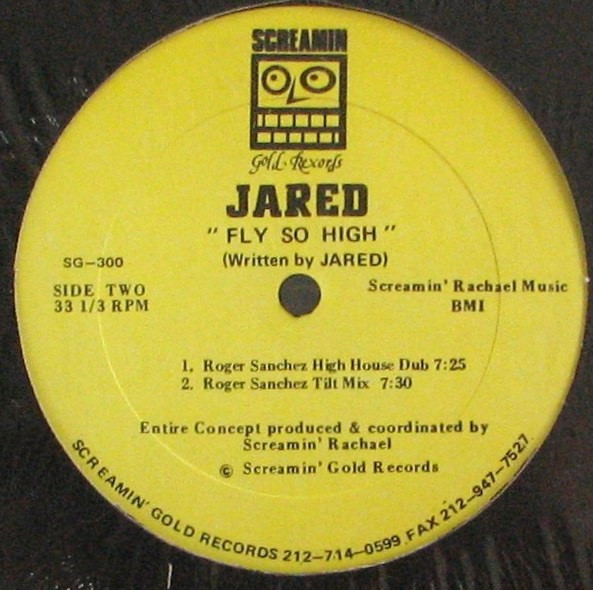 SCREAMIN
Gold Records
JARED
"FLY SO HIGH"
(Written by JARED)
SG-300
SIDE TWO
33 1/3 RPM
Screamin' Rachael Music
BMI
1. Roger Sanchez High House Dub 7:25
2. Roger Sanchez Tilt Mix 7:30
Entire Concept produced & coordinated by
Screamin' Rachael
© Screamin' Gold Records
SCREAMIN' GOLD RECORDS 212-714-0599 FAX 212-947-7527